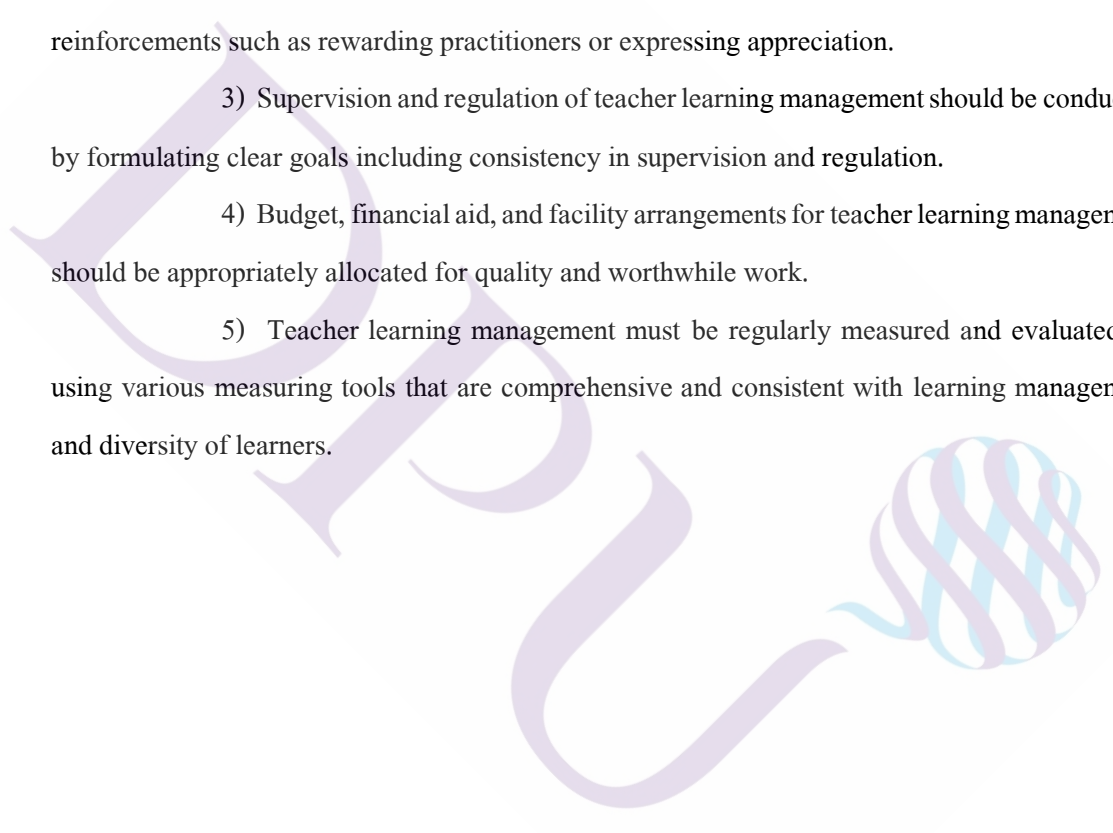 reinforcements such as rewarding practitioners or expressing appreciation.
3) Supervision and regulation of teacher learning management should be condu
by formulating clear goals including consistency in supervision and regulation.
4) Budget, financial aid, and facility arrangements for teacher learning managem
should be appropriately allocated for quality and worthwhile work.
5) Teacher learning management must be regularly measured and evaluated
using various measuring tools that are comprehensive and consistent with learning managem
and diversity of learners.
DPU